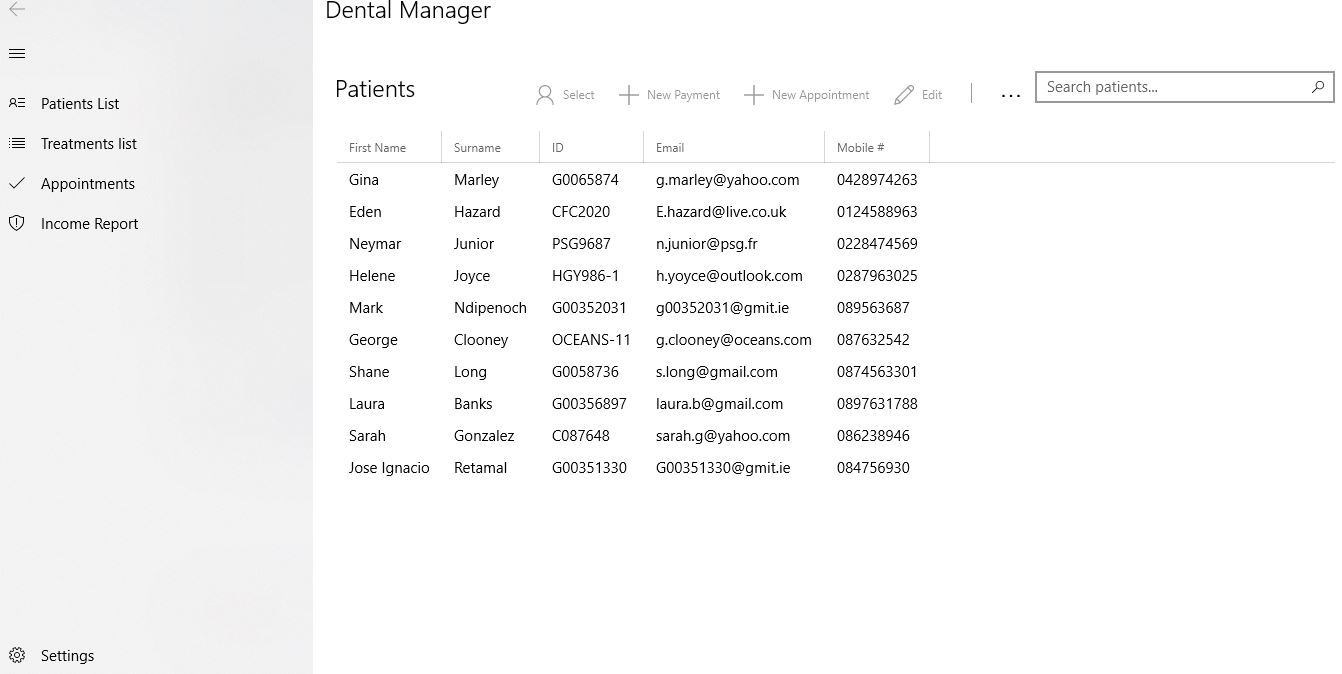 Dental Manager
Patients
Select
New Payment
New Appointment
Edit
...
Search patients...
Patients List
Treatments list
Appointments
Income Report
First Name Surname ID Email Mobile #
Gina Marley G0065874 g.marley@yahoo.com 0428974263
Eden Hazard CFC2020 E.hazard@live.co.uk 0124588963
Neymar Junior PSG9687 n.junior@psg.fr 0228474569
Helene Joyce HGY986-1 h.yoyce@outlook.com 0287963025
Mark Ndipenoch G00352031 g00352031@gmit.ie 089563687
George Clooney OCEANS-11 g.clooney@oceans.com 087632542
Shane Long G0058736 s.long@gmail.com 0874563301
Laura Banks G00356897 laura.b@gmail.com 0897631788
Sarah Gonzalez C087648 sarah.g@yahoo.com 086238946
Jose Ignacio Retamal G00351330 G00351330@gmit.ie 084756930
Settings